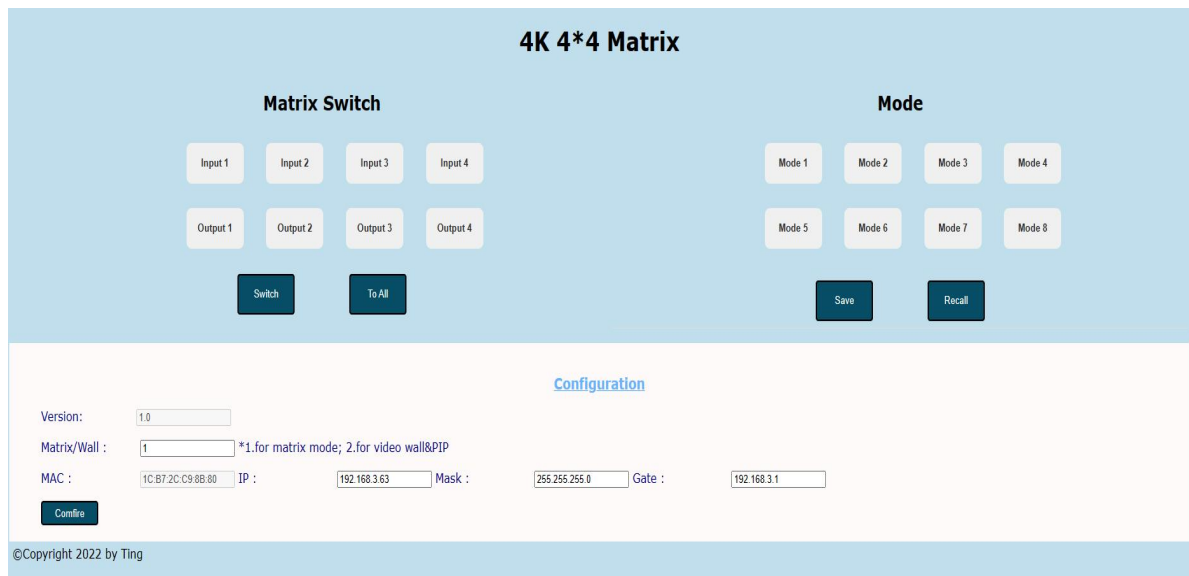 4K 4*4 Matrix
Matrix Switch
Mode
Input 1 Input 2 Input 3 Input 4
Mode 1 Mode 2 Mode 3 Mode 4
Output 1 Output 2 Output 3 Output 4
Mode 5 Mode 6 Mode 7 Mode 8
Switch To All
Save Recall
Configuration
Version: 1.0
Matrix/Wall : 1 *1.for matrix mode; 2.for video wall&PIP
MAC : 1C:B7:2C:C9:8B:80 IP : 192.168.3.63 Mask : 255.255.255.0 Gate : 192.168.3.1
Comfire
©Copyright 2022 by Ting